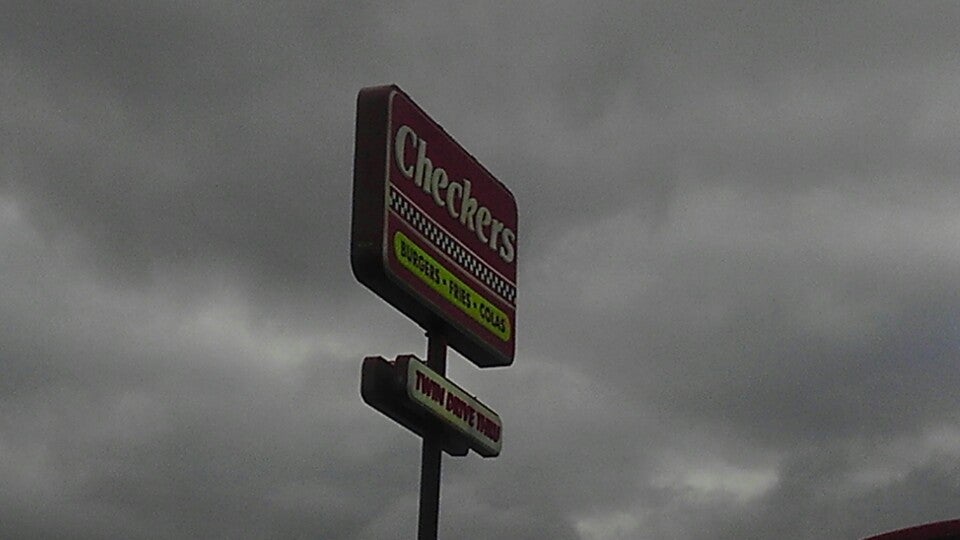 Checkers
BURGERS • FRIES • COLAS
TWIN DRIVE THRU